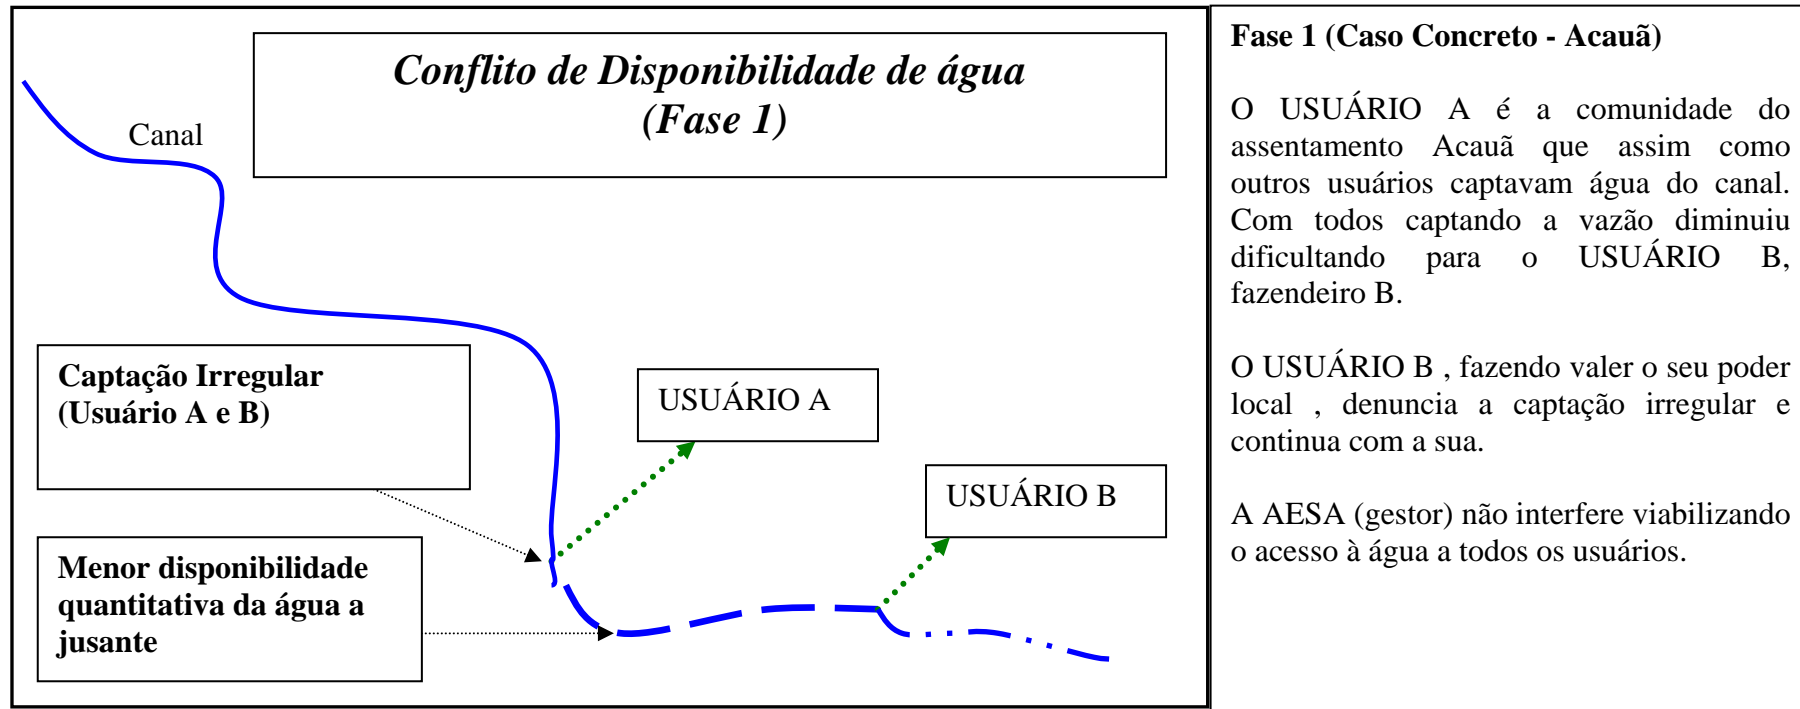 Conflito de Disponibilidade de água
(Fase 1)
Canal
Captação Irregular
(Usuário A e B)
USUÁRIO A
USUÁRIO B
Menor disponibilidade
quantitativa da água a
jusante
Fase 1 (Caso Concreto - Acauã)
O USUÁRIO A é a comunidade do
assentamento Acauã que assim como
outros usuários captavam água do canal.
Com todos captando a vazão diminuiu
dificultando para o USUÁRIO B,
fazendeiro B.
O USUÁRIO B , fazendo valer o seu poder
local , denuncia a captação irregular e
continua com a sua.
A AESA (gestor) não interfere viabilizando
o acesso à água a todos os usuários.